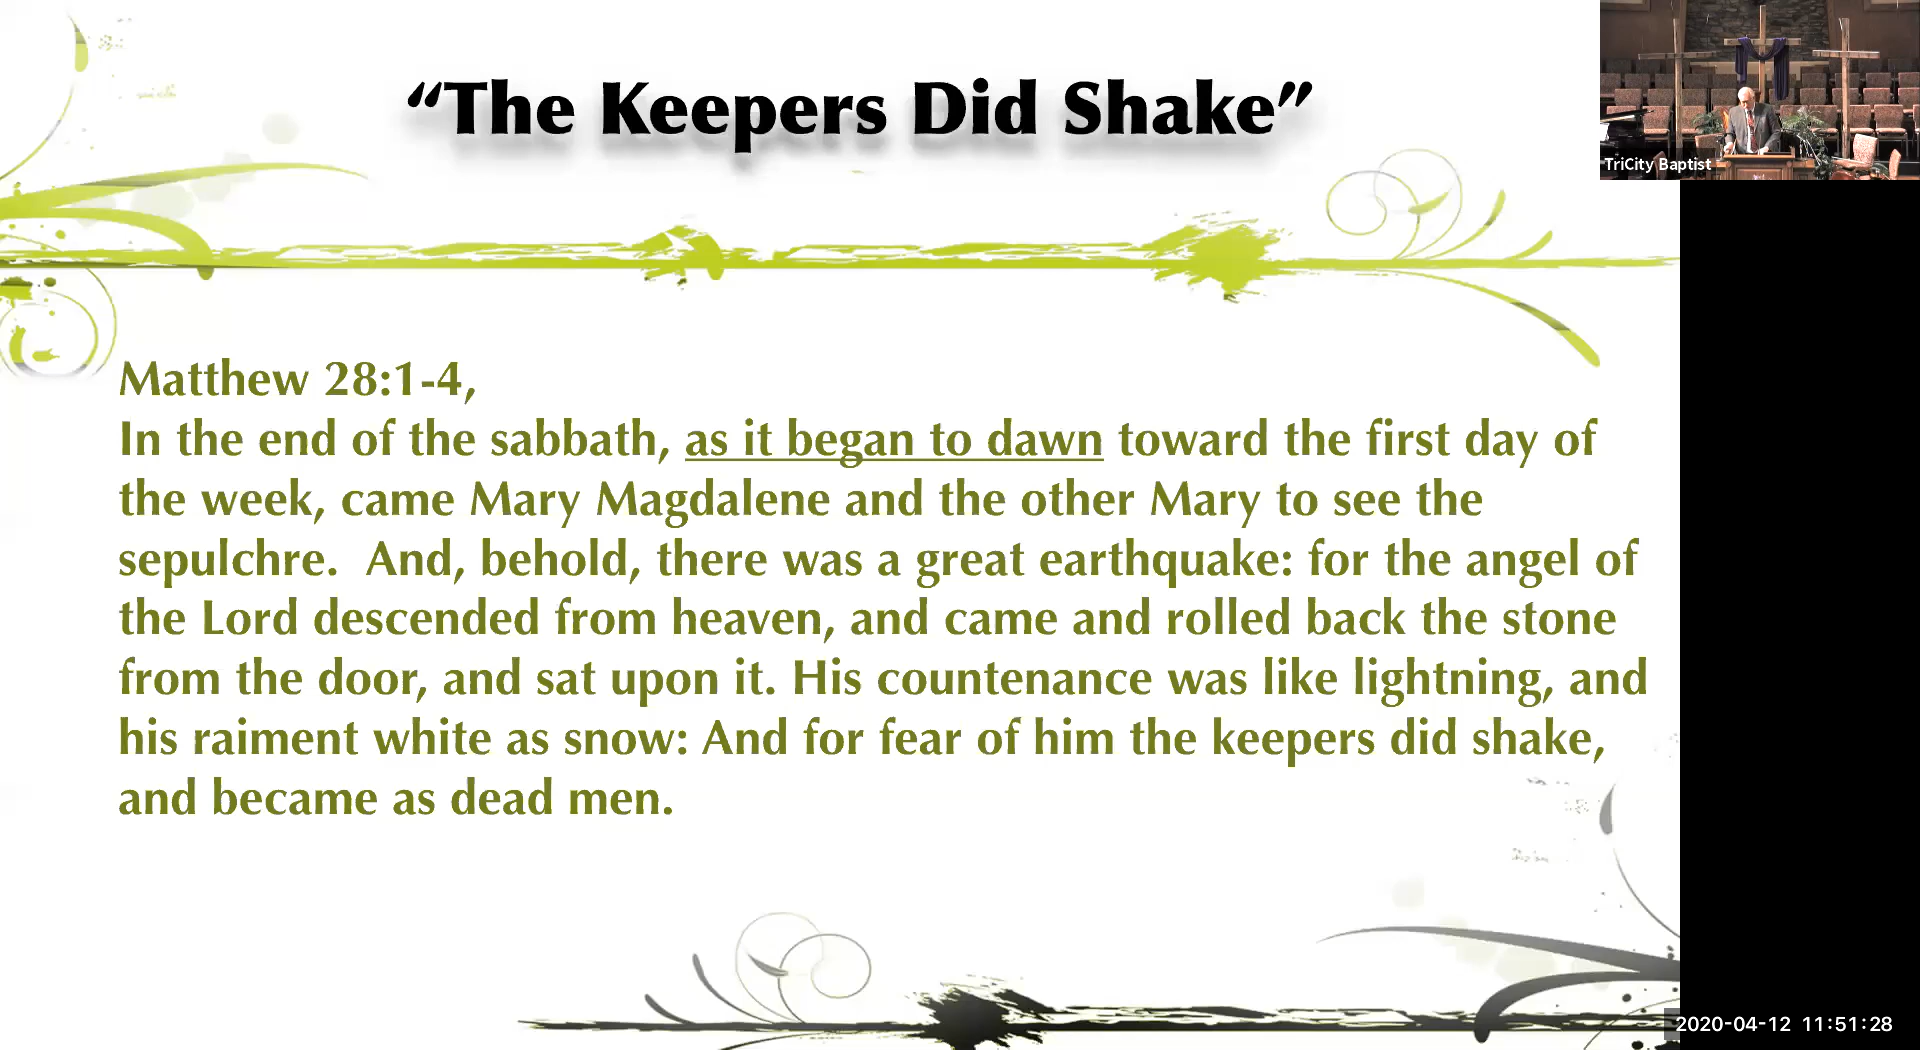 “The Keepers Did Shake”
TriCity Baptist
Matthew 28:1-4,
In the end of the sabbath, as it began to dawn toward the first day of
the week, came Mary Magdalene and the other Mary to see the
sepulchre.  And, behold, there was a great earthquake: for the angel of
the Lord descended from heaven, and came and rolled back the stone
from the door, and sat upon it. His countenance was like lightning, and
his raiment white as snow: And for fear of him the keepers did shake,
and became as dead men.
2020-04-12 11:51:28